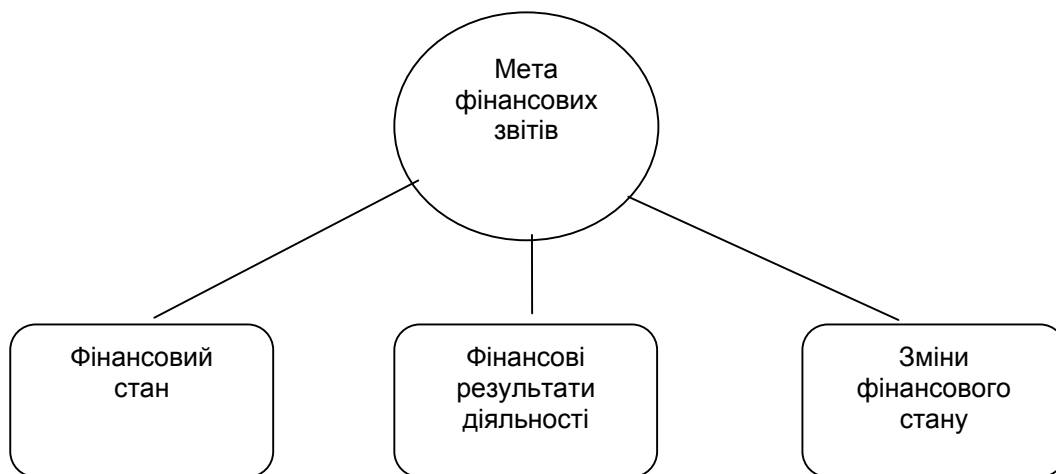 Мета
фінансових
звітів
Фінансовий
стан
Фінансові
результати
діяльності
Зміни
фінансового
стану